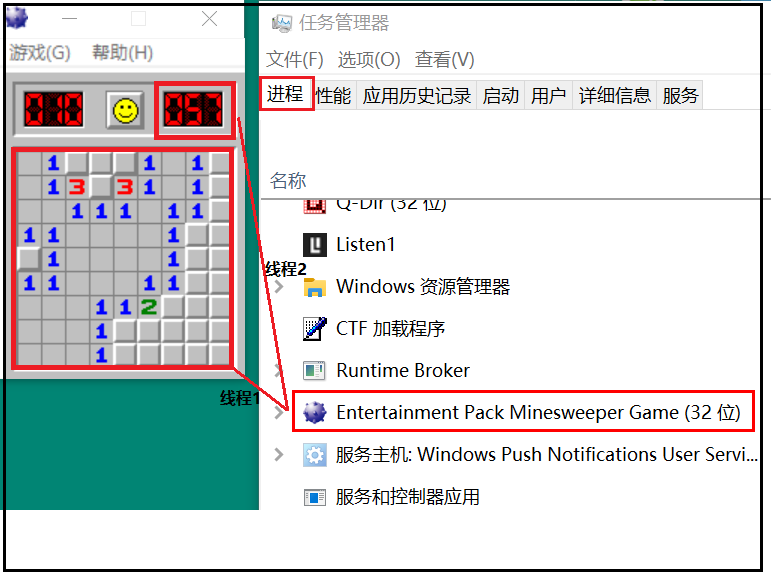 任务管理器
游戏(G) 帮助(H)
文件(F) 选项(O) 查看(V)
010
051
进程 性能 应用历史记录 启动 用户 详细信息 服务
名称
1 1 1
1 3 3 1 1
1 1 1 1 1
1 1 1
1 1
1 1 1 1
1 1 2
1
1
Q-Dir (32 位)
Listen1
线程2
Windows 资源管理器
CTF 加载程序
Runtime Broker
线程1
Entertainment Pack Minesweeper Game (32 位)
服务主机: Windows Push Notifications User Servi...
服务和控制器应用